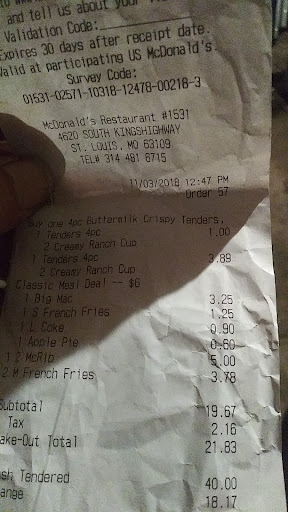 and tell us about your
Validation Code:
Expires 30 days after receipt date.
Valid at participating US McDonald's.
Survey Code:
01531-02571-10318-12478-00218-3
McDonald's Restaurant #1531
4620 SOUTH KINGSHIGHWAY
ST. LOUIS, MO 63109
TEL# 314 481 6715
11/03/2018 12:47 PM
Order 57
Buy one 4pc Buttermilk Crispy Tenders,
1 Tenders 4pc 1.00
2 Creamy Ranch Cup
1 Tenders 4pc 3.89
2 Creamy Ranch Cup
Classic Meal Deal -- $6
1 Big Mac 3.25
1 S French Fries 1.25
1 L Coke 0.90
1 Apple Pie 0.60
1 2 McRib 5.00
2 M French Fries 3.78
Subtotal 19.67
Tax 2.16
ake-Out Total 21.83
sh Tendered 40.00
ange 18.17